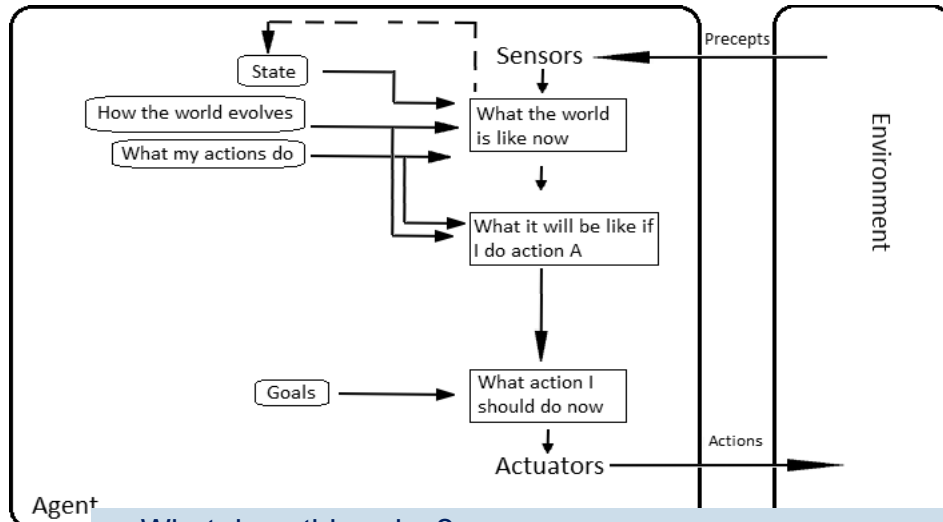 Precepts
Sensors
State
How the world evolves
What the world
is like now
What my actions do
Environment
What it will be like if
I do action A
Goals
What action I
should do now
Actions
Actuators
Agent